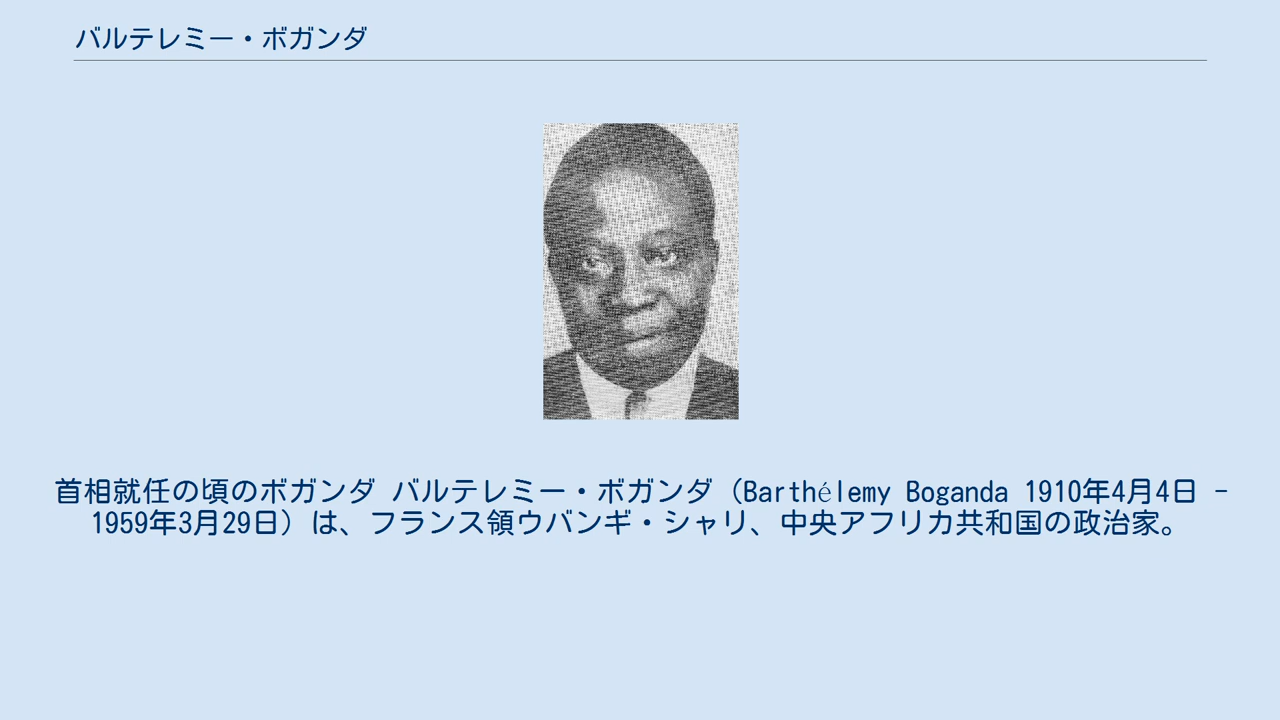 バルテレミー・ボガンダ
首相就任の頃のボガンダ バルテレミー・ボガンダ（Barthélemy Boganda 1910年4月4日 -
1959年3月29日）は、フランス領ウバンギ・シャリ、中央アフリカ共和国の政治家。